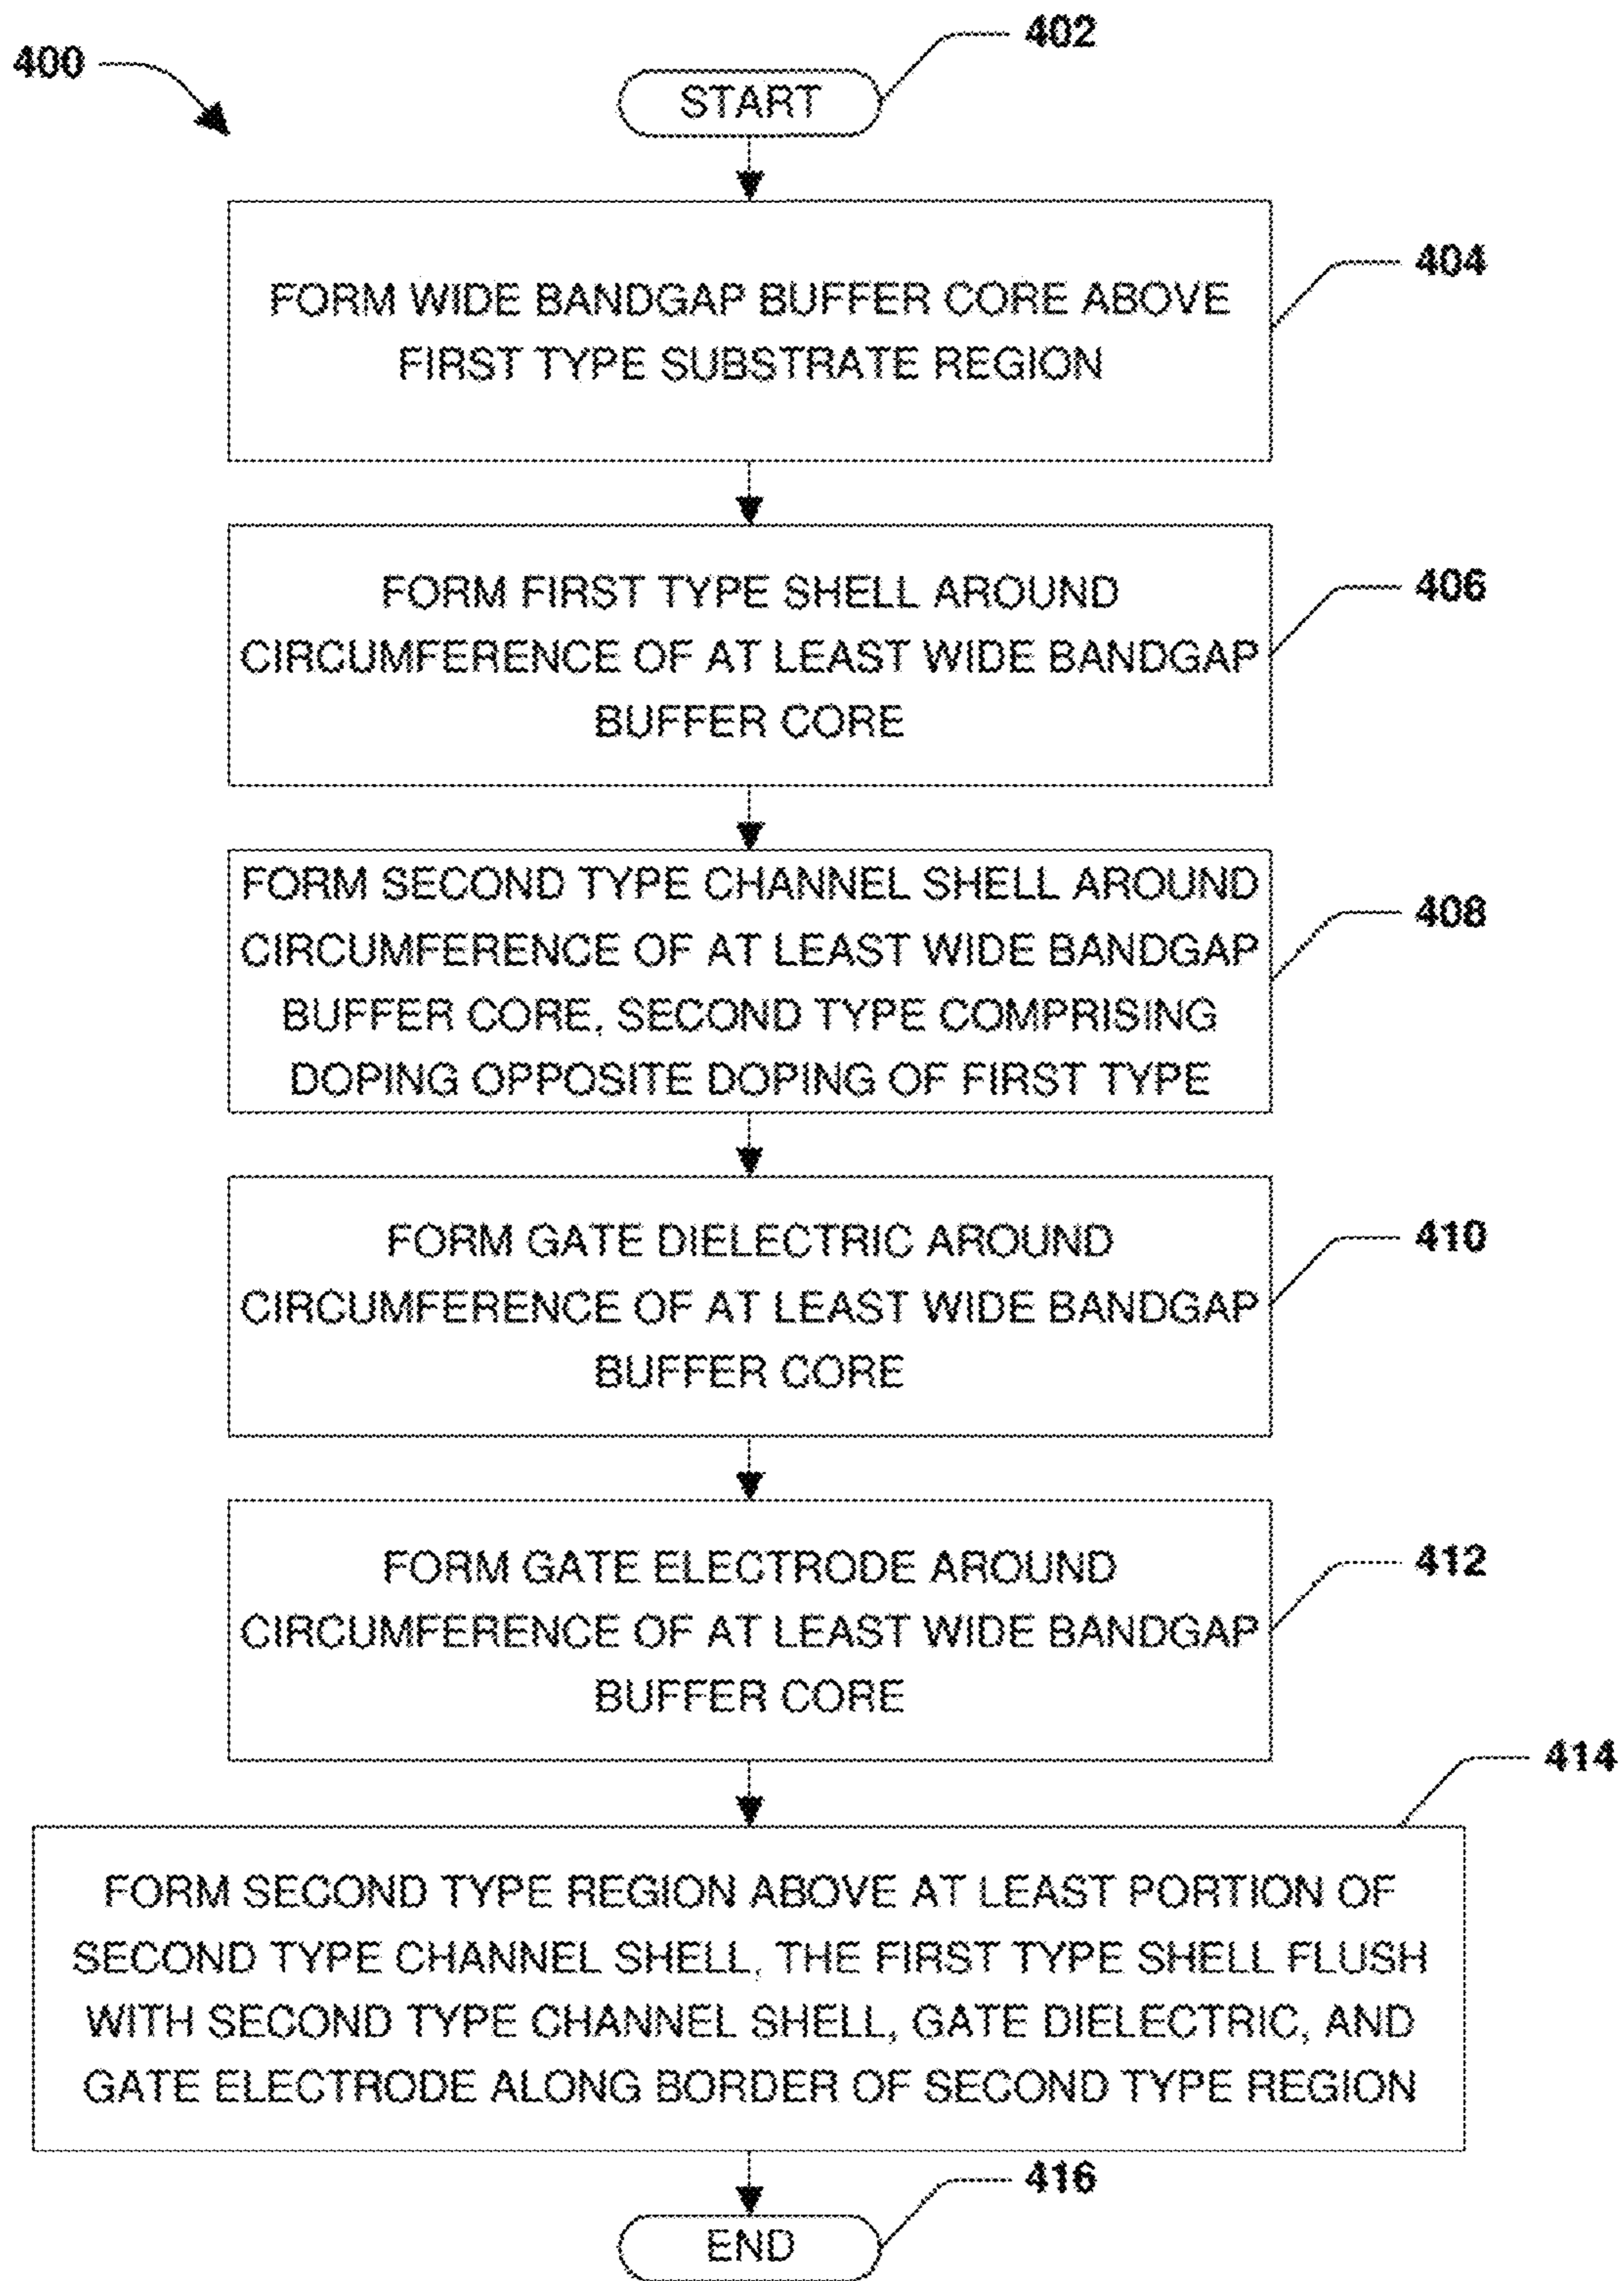 400
402
START
404
FORM WIDE BANDGAP BUFFER CORE ABOVE
FIRST TYPE SUBSTRATE REGION
406
FORM FIRST TYPE SHELL AROUND
CIRCUMFERENCE OF AT LEAST WIDE BANDGAP
BUFFER CORE
408
FORM SECOND TYPE CHANNEL SHELL AROUND
CIRCUMFERENCE OF AT LEAST WIDE BANDGAP
BUFFER CORE, SECOND TYPE COMPRISING
DOPING OPPOSITE DOPING OF FIRST TYPE
410
FORM GATE DIELECTRIC AROUND
CIRCUMFERENCE OF AT LEAST WIDE BANDGAP
BUFFER CORE
412
FORM GATE ELECTRODE AROUND
CIRCUMFERENCE OF AT LEAST WIDE BANDGAP
BUFFER CORE
414
FORM SECOND TYPE REGION ABOVE AT LEAST PORTION OF
SECOND TYPE CHANNEL SHELL, THE FIRST TYPE SHELL FLUSH
WITH SECOND TYPE CHANNEL SHELL, GATE DIELECTRIC, AND
GATE ELECTRODE ALONG BORDER OF SECOND TYPE REGION
416
END